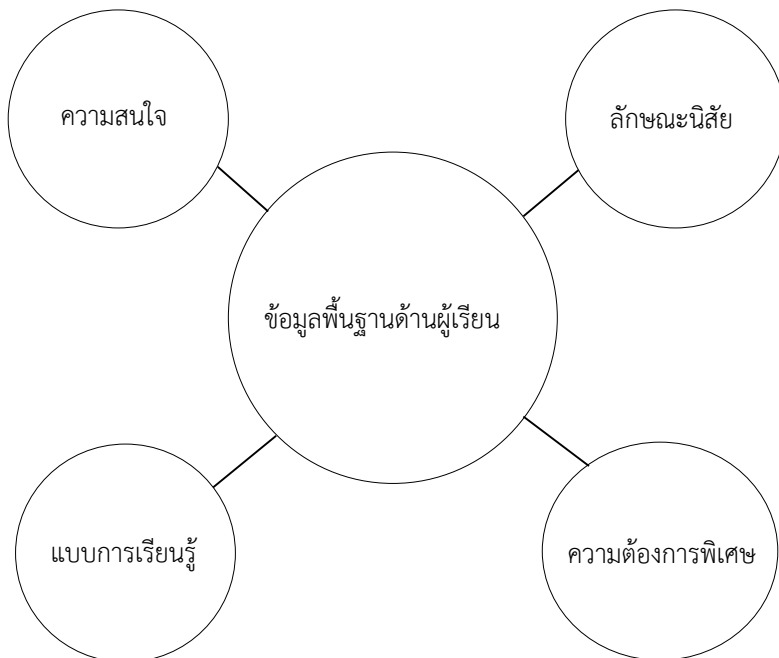 ความสนใจ
ลักษณะนิสัย
ข้อมูลพื้นฐานด้านผู้เรียน
แบบการเรียนรู้
ความต้องการพิเศษ